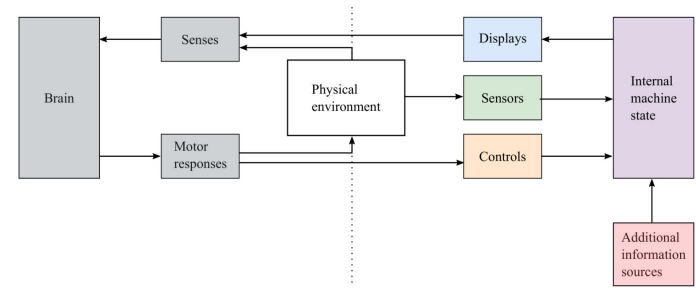 Senses
Displays
Brain
Physical
environment
Sensors
Internal
machine
state
Motor
responses
Controls
Additional
information
sources